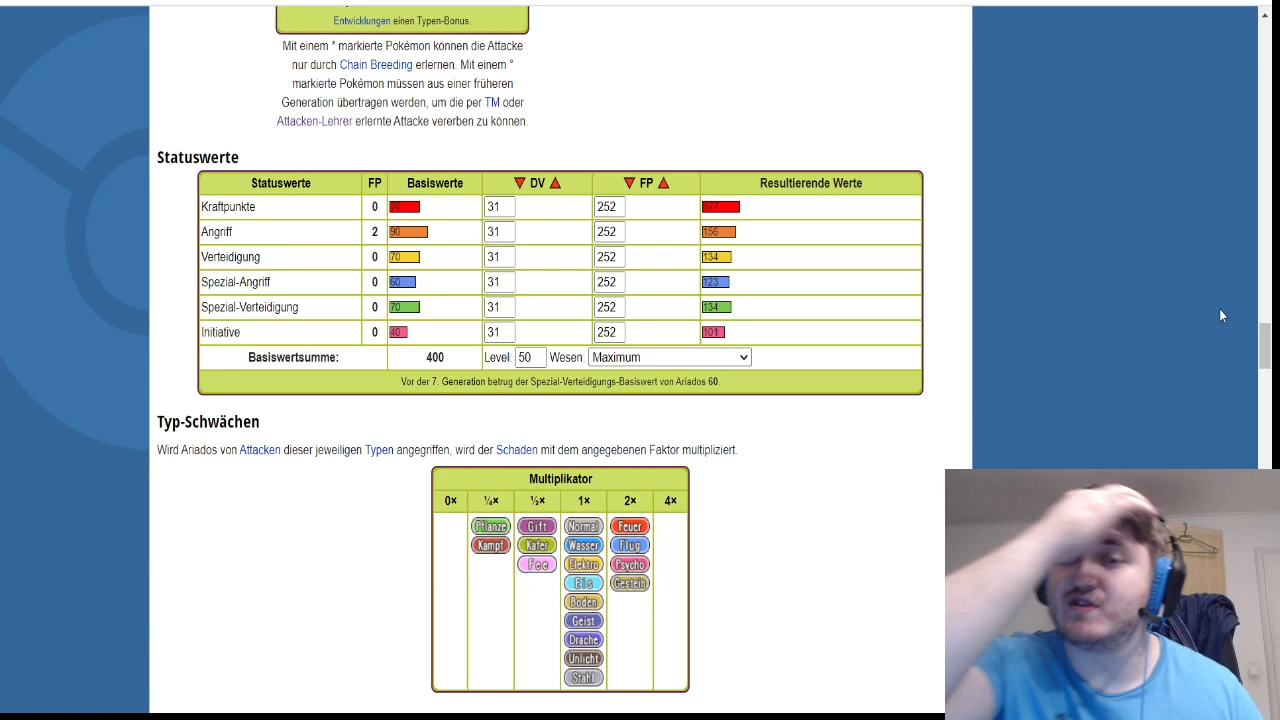 Entwicklungen einen Typen-Bonus.
Mit einem * markierte Pokémon können die Attacke
nur durch Chain Breeding erlernen. Mit einem °
markierte Pokémon müssen aus einer früheren
Generation übertragen werden, um die per TM oder
Attacken-Lehrer erlernte Attacke vererben zu können.
Statuswerte
Statuswerte FP Basiswerte ▼ DV ▲ ▼ FP ▲ Resultierende Werte
Kraftpunkte 0 70 31 252 177
Angriff 2 90 31 252 156
Verteidigung 0 70 31 252 134
Spezial-Angriff 0 60 31 252 123
Spezial-Verteidigung 0 70 31 252 134
Initiative 0 40 31 252 101
Basiswertsumme: 400 Level: 50 Wesen: Maximum
Vor der 7. Generation betrug der Spezial-Verteidigungs-Basiswert von Ariados 60.
Typ-Schwächen
Wird Ariados von Attacken dieser jeweiligen Typen angegriffen, wird der Schaden mit dem angegebenen Faktor multipliziert.
Multiplikator
0× ¼× ½× 1× 2× 4×
Pflanze Gift Normal Feuer
Kampf Käfer Wasser Flug
Fee Elektro Psycho
Eis Gestein
Boden
Geist
Drache
Unlicht
Stahl